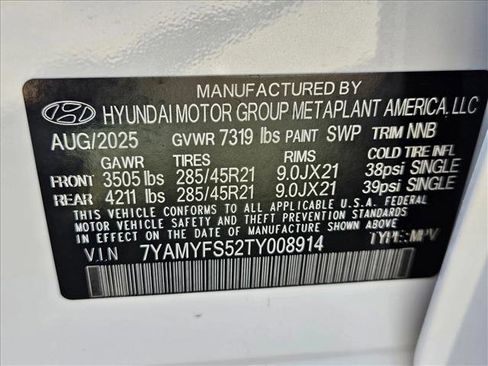 MANUFACTURED BY
HYUNDAI MOTOR GROUP METAPLANT AMERICA, LLC
AUG/2025 GVWR 7319 lbs PAINT SWP TRIM NNB
GAWR TIRES RIMS COLD TIRE INFL
FRONT 3505 lbs 285/45R21 9.0JX21 38psi SINGLE
REAR 4211 lbs 285/45R21 9.0JX21 39psi SINGLE
THIS VEHICLE CONFORMS TO ALL APPLICABLE U.S.A. FEDERAL
MOTOR VEHICLE SAFETY AND THEFT PREVENTION STANDARDS
IN EFFECT ON THE DATE OF MANUFACTURE SHOWN ABOVE.
V.I.N 7YAMYFS52TY008914 TYPE:MPV